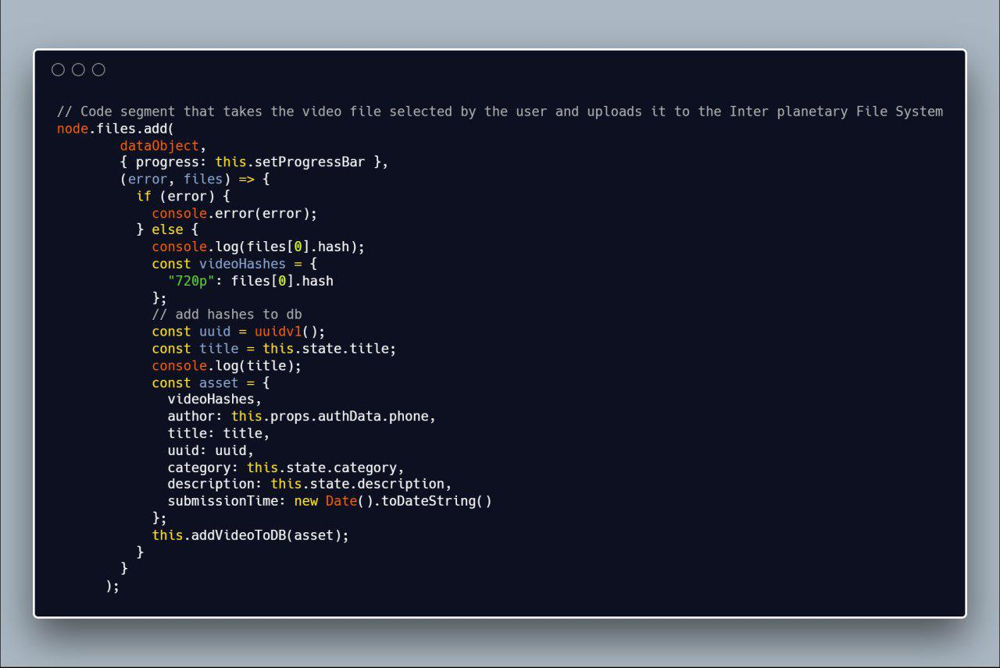 // Code segment that takes the video file selected by the user and uploads it to the Inter planetary File System
node.files.add(
        dataObject,
        { progress: this.setProgressBar },
        (error, files) => {
          if (error) {
            console.error(error);
          } else {
            console.log(files[0].hash);
            const videoHashes = {
              "720p": files[0].hash
            };
            // add hashes to db
            const uuid = uuidv1();
            const title = this.state.title;
            console.log(title);
            const asset = {
              videoHashes,
              author: this.props.authData.phone,
              title: title,
              uuid: uuid,
              category: this.state.category,
              description: this.state.description,
              submissionTime: new Date().toDateString()
            };
            this.addVideoToDB(asset);
          }
        }
      );